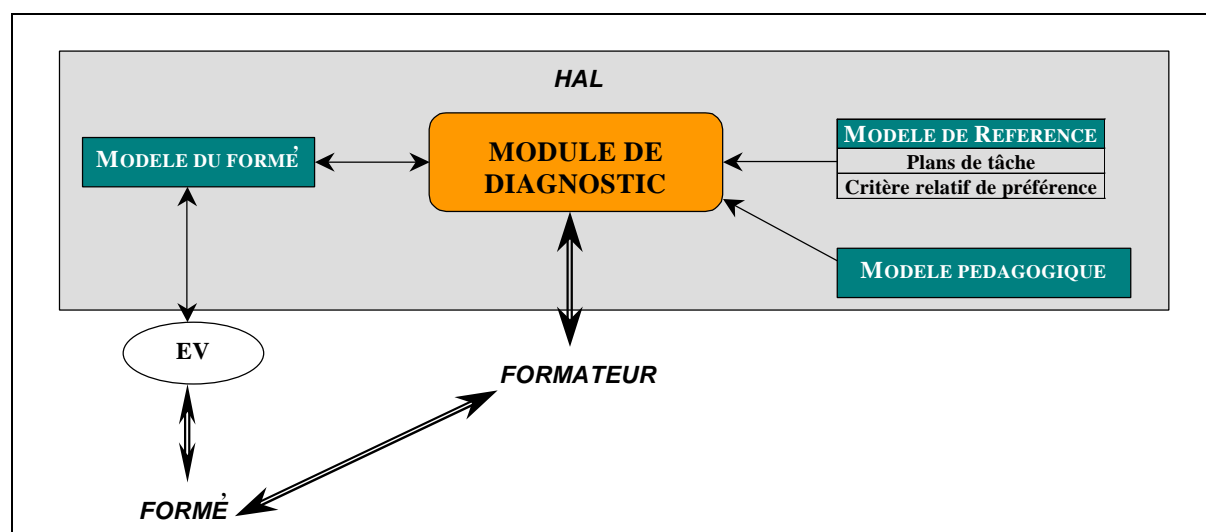 HAL
MODELE DU FORMÉ
MODULE DE
DIAGNOSTIC
MODELE DE REFERENCE
Plans de tâche
Critère relatif de préférence
MODELE PEDAGOGIQUE
EV
FORMATEUR
FORMÉ